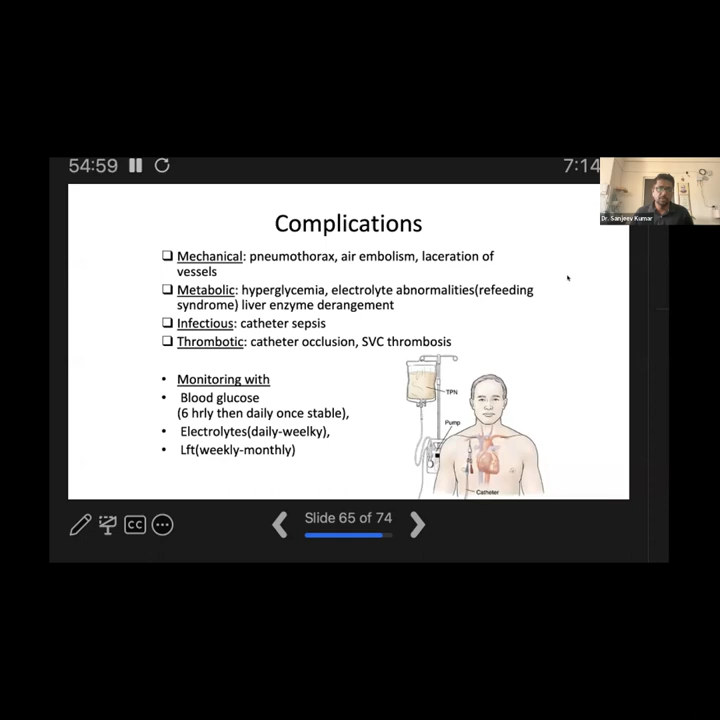 54:59
7:14
Dr. Sanjeev Kumar
Complications
Mechanical: pneumothorax, air embolism, laceration of
vessels
Metabolic: hyperglycemia, electrolyte abnormalities(refeeding
syndrome) liver enzyme derangement
Infectious: catheter sepsis
Thrombotic: catheter occlusion, SVC thrombosis
• Monitoring with
• Blood glucose
(6 hrly then daily once stable),
• Electrolytes(daily-weelky),
• Lft(weekly-monthly)
TPN
Pump
Catheter
CC
Slide 65 of 74